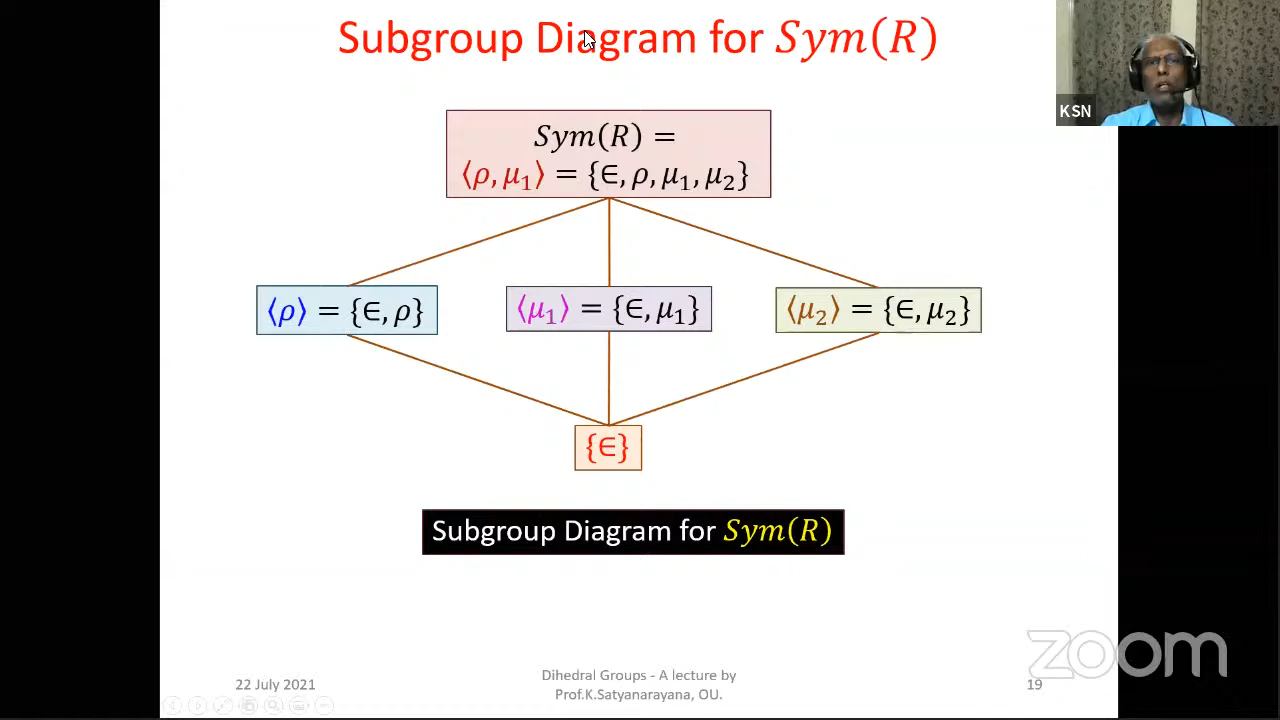 Subgroup Diagram for Sym(R)
KSN
Sym(R) =
⟨ρ, μ₁⟩ = {∈, ρ, μ₁, μ₂}
⟨ρ⟩ = {∈, ρ}
⟨μ₁⟩ = {∈, μ₁}
⟨μ₂⟩ = {∈, μ₂}
{∈}
Subgroup Diagram for Sym(R)
zoom
22 July 2021
Dihedral Groups - A lecture by
Prof.K.Satyanarayana, OU.
19